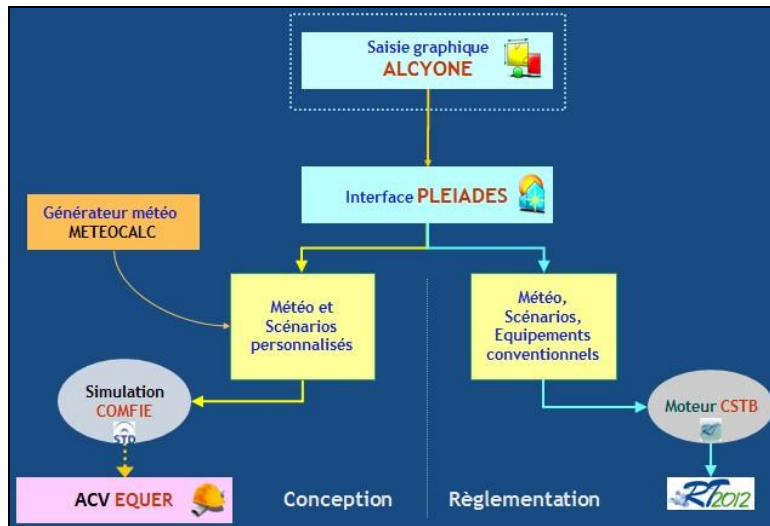 Saisie graphique
ALCYONE
Interface PLEIADES
Générateur météo
METEOCALC
Météo et
Scénarios
personnalisés
Météo,
Scénarios,
Equipements
conventionnels
Simulation
COMFIE
STD
Moteur CSTB
ACV EQUER
Conception
Règlementation
RT2012